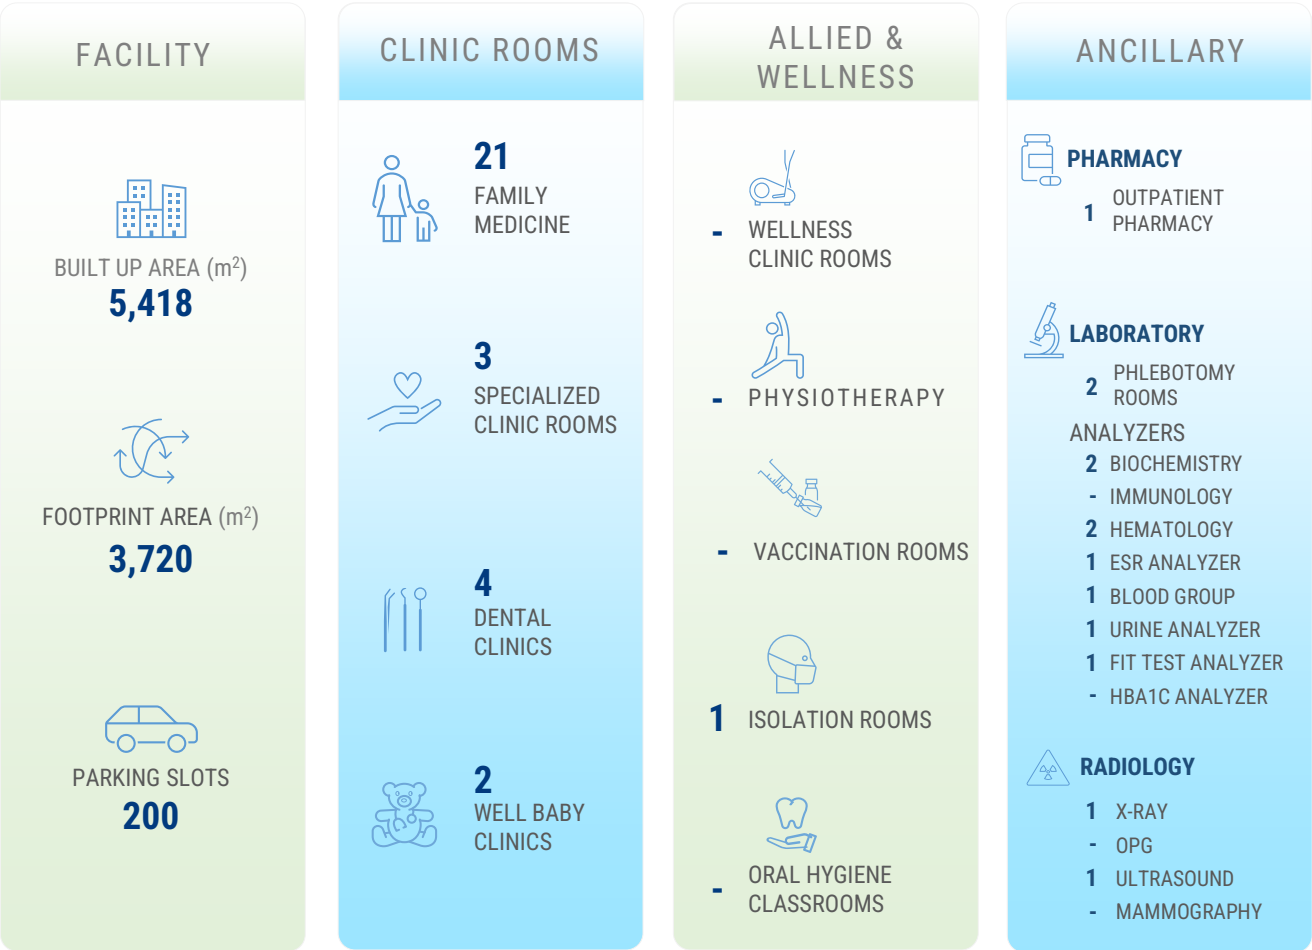 FACILITY
BUILT UP AREA (m²)
5,418
FOOTPRINT AREA (m²)
3,720
PARKING SLOTS
200
CLINIC ROOMS
21
FAMILY
MEDICINE
3
SPECIALIZED
CLINIC ROOMS
4
DENTAL
CLINICS
2
WELL BABY
CLINICS
ALLIED &
WELLNESS
- WELLNESS
CLINIC ROOMS
- PHYSIOTHERAPY
- VACCINATION ROOMS
1 ISOLATION ROOMS
- ORAL HYGIENE
CLASSROOMS
ANCILLARY
PHARMACY
1 OUTPATIENT
PHARMACY
LABORATORY
2 PHLEBOTOMY
ROOMS
ANALYZERS
2 BIOCHEMISTRY
- IMMUNOLOGY
2 HEMATOLOGY
1 ESR ANALYZER
1 BLOOD GROUP
1 URINE ANALYZER
1 FIT TEST ANALYZER
- HBA1C ANALYZER
RADIOLOGY
1 X-RAY
- OPG
1 ULTRASOUND
- MAMMOGRAPHY